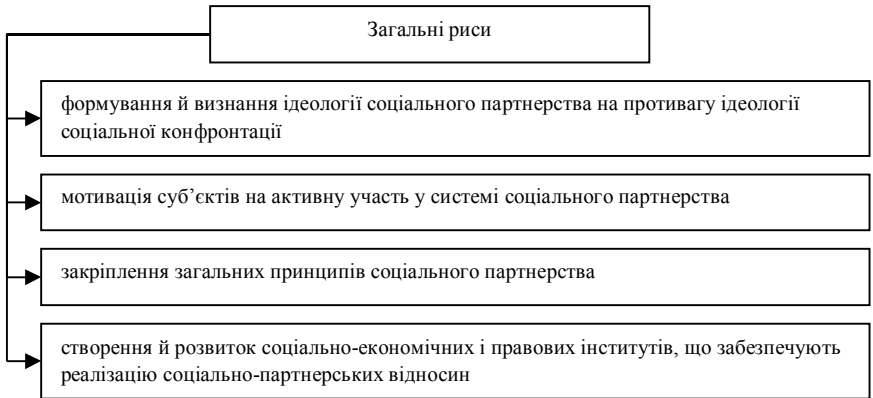 Загальні риси
формування й визнання ідеології соціального партнерства на противагу ідеології
соціальної конфронтації
мотивація суб’єктів на активну участь у системі соціального партнерства
закріплення загальних принципів соціального партнерства
створення й розвиток соціально-економічних і правових інститутів, що забезпечують
реалізацію соціально-партнерських відносин